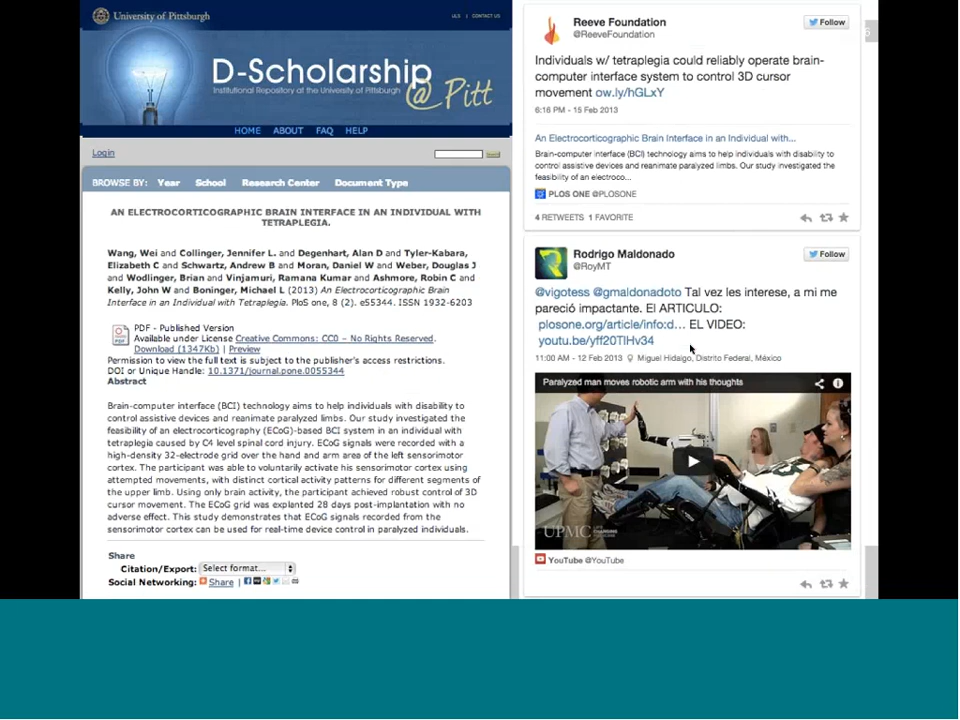 University of Pittsburgh
ULS | CONTACT US
D-Scholarship
Institutional Repository at the University of Pittsburgh
@ Pitt
HOME ABOUT FAQ HELP
Login
BROWSE BY: Year School Research Center Document Type
AN ELECTROCORTICOGRAPHIC BRAIN INTERFACE IN AN INDIVIDUAL WITH
TETRAPLEGIA.
Wang, Wei and Collinger, Jennifer L. and Degenhart, Alan D and Tyler-Kabara,
Elizabeth C and Schwartz, Andrew B and Moran, Daniel W and Weber, Douglas J
and Wodlinger, Brian and Vinjamuri, Ramana Kumar and Ashmore, Robin C and
Kelly, John W and Boninger, Michael L (2013) An Electrocorticographic Brain
Interface in an Individual with Tetraplegia. PloS one, 8 (2). e55344. ISSN 1932-6203
PDF - Published Version
Available under License Creative Commons: CC0 – No Rights Reserved.
Download (1347Kb) | Preview
Permission to view the full text is subject to the publisher's access restrictions.
DOI or Unique Handle: 10.1371/journal.pone.0055344
Abstract
Brain-computer interface (BCI) technology aims to help individuals with disability to
control assistive devices and reanimate paralyzed limbs. Our study investigated the
feasibility of an electrocorticography (ECoG)-based BCI system in an individual with
tetraplegia caused by C4 level spinal cord injury. ECoG signals were recorded with a
high-density 32-electrode grid over the hand and arm area of the left sensorimotor
cortex. The participant was able to voluntarily activate his sensorimotor cortex using
attempted movements, with distinct cortical activity patterns for different segments of
the upper limb. Using only brain activity, the participant achieved robust control of 3D
cursor movement. The ECoG grid was explanted 28 days post-implantation with no
adverse effect. This study demonstrates that ECoG signals recorded from the
sensorimotor cortex can be used for real-time device control in paralyzed individuals.
Share
Citation/Export: Select format...
Social Networking: Share |
Reeve Foundation
@ReeveFoundation
Follow
Individuals w/ tetraplegia could reliably operate brain-
computer interface system to control 3D cursor
movement ow.ly/hGLxY
6:16 PM - 15 Feb 2013
An Electrocorticographic Brain Interface in an Individual with...
Brain-computer interface (BCI) technology aims to help individuals with disability to
control assistive devices and reanimate paralyzed limbs. Our study investigated the
feasibility of an electroco...
PLOS ONE @PLOSONE
4 RETWEETS 1 FAVORITE
Rodrigo Maldonado
@RoyMT
Follow
@vigotess @gmaldonadoto Tal vez les interese, a mi me
pareció impactante. El ARTICULO:
plosone.org/article/info:d... EL VIDEO:
youtu.be/yff20TlHv34
11:00 AM - 12 Feb 2013 Miguel Hidalgo, Distrito Federal, México
Paralyzed man moves robotic arm with his thoughts
UPMC
YouTube @YouTube